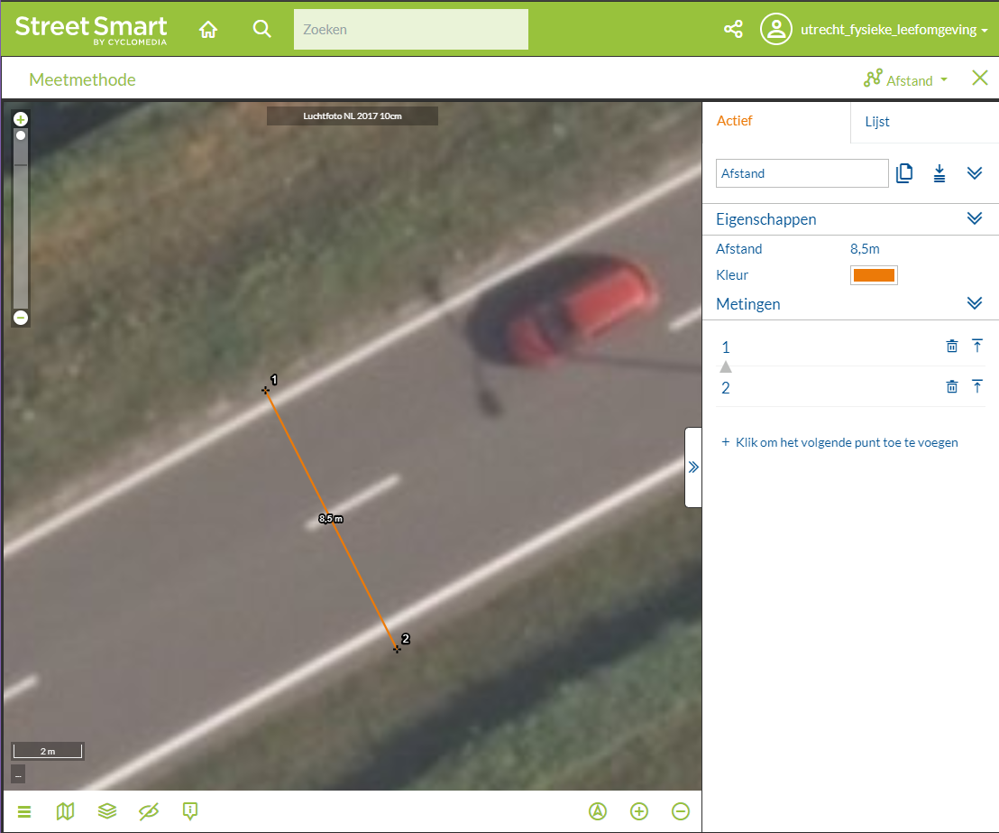 Street Smart
BY CYCLOMEDIA
Zoeken
utrecht_fysieke_leefomgeving
Meetmethode
Afstand
Luchtfoto NL 2017 10cm
1
8,5 m
2
2 m
...
Actief
Lijst
Afstand
Eigenschappen
Afstand 8,5m
Kleur
Metingen
1
2
+ Klik om het volgende punt toe te voegen